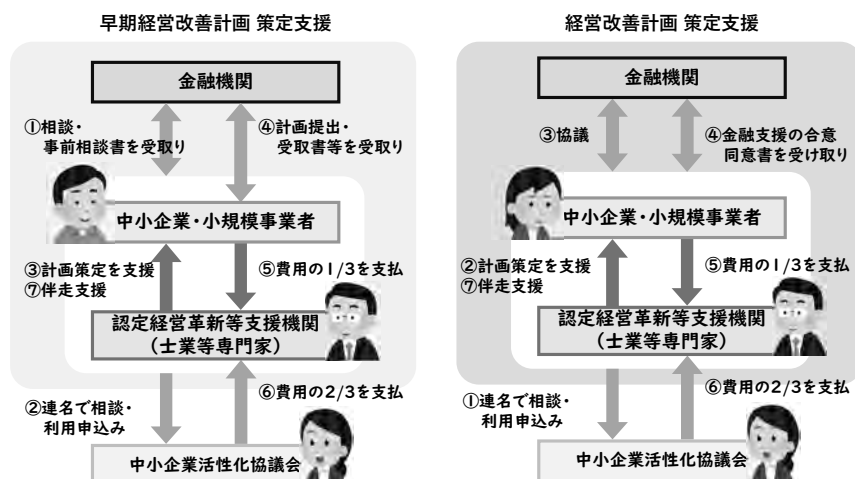 早期経営改善計画 策定支援
金融機関
①相談・
事前相談書を受取り
④計画提出・
受取書等を受取り
中小企業・小規模事業者
③計画策定を支援
⑦伴走支援
⑤費用の1/3を支払
認定経営革新等支援機関
(士業等専門家)
②連名で相談・
利用申込み
⑥費用の2/3を支払
中小企業活性化協議会
経営改善計画 策定支援
金融機関
③協議
④金融支援の合意
同意書を受け取り
中小企業・小規模事業者
②計画策定を支援
⑦伴走支援
⑤費用の1/3を支払
認定経営革新等支援機関
(士業等専門家)
①連名で相談・
利用申込み
⑥費用の2/3を支払
中小企業活性化協議会